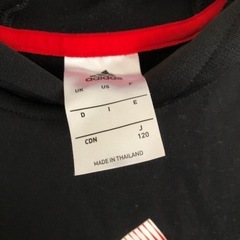 adidas
UK US F
D I E
CDN J
120
MADE IN THAILAND